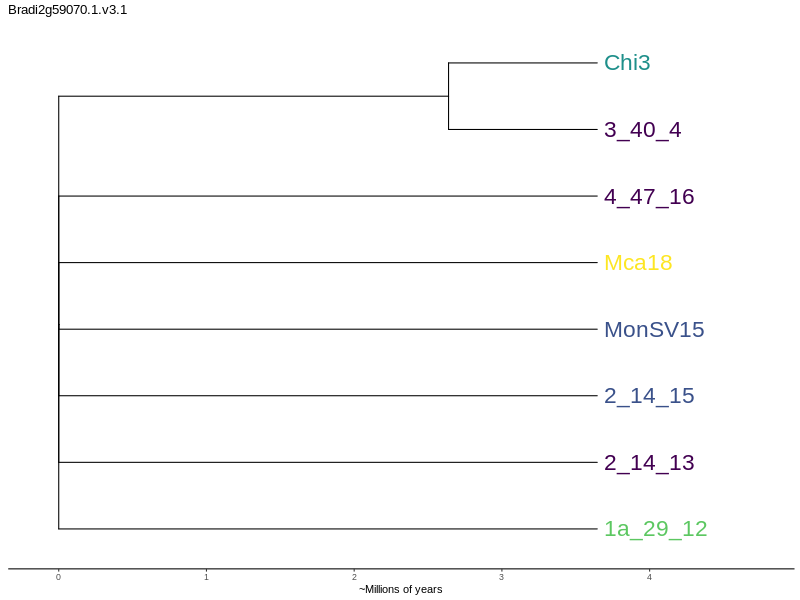 Bradi2g59070.1.v3.1
Chi3
3_40_4
4_47_16
Mca18
MonSV15
2_14_15
2_14_13
1a_29_12
0 1 2 3 4
~Millions of years